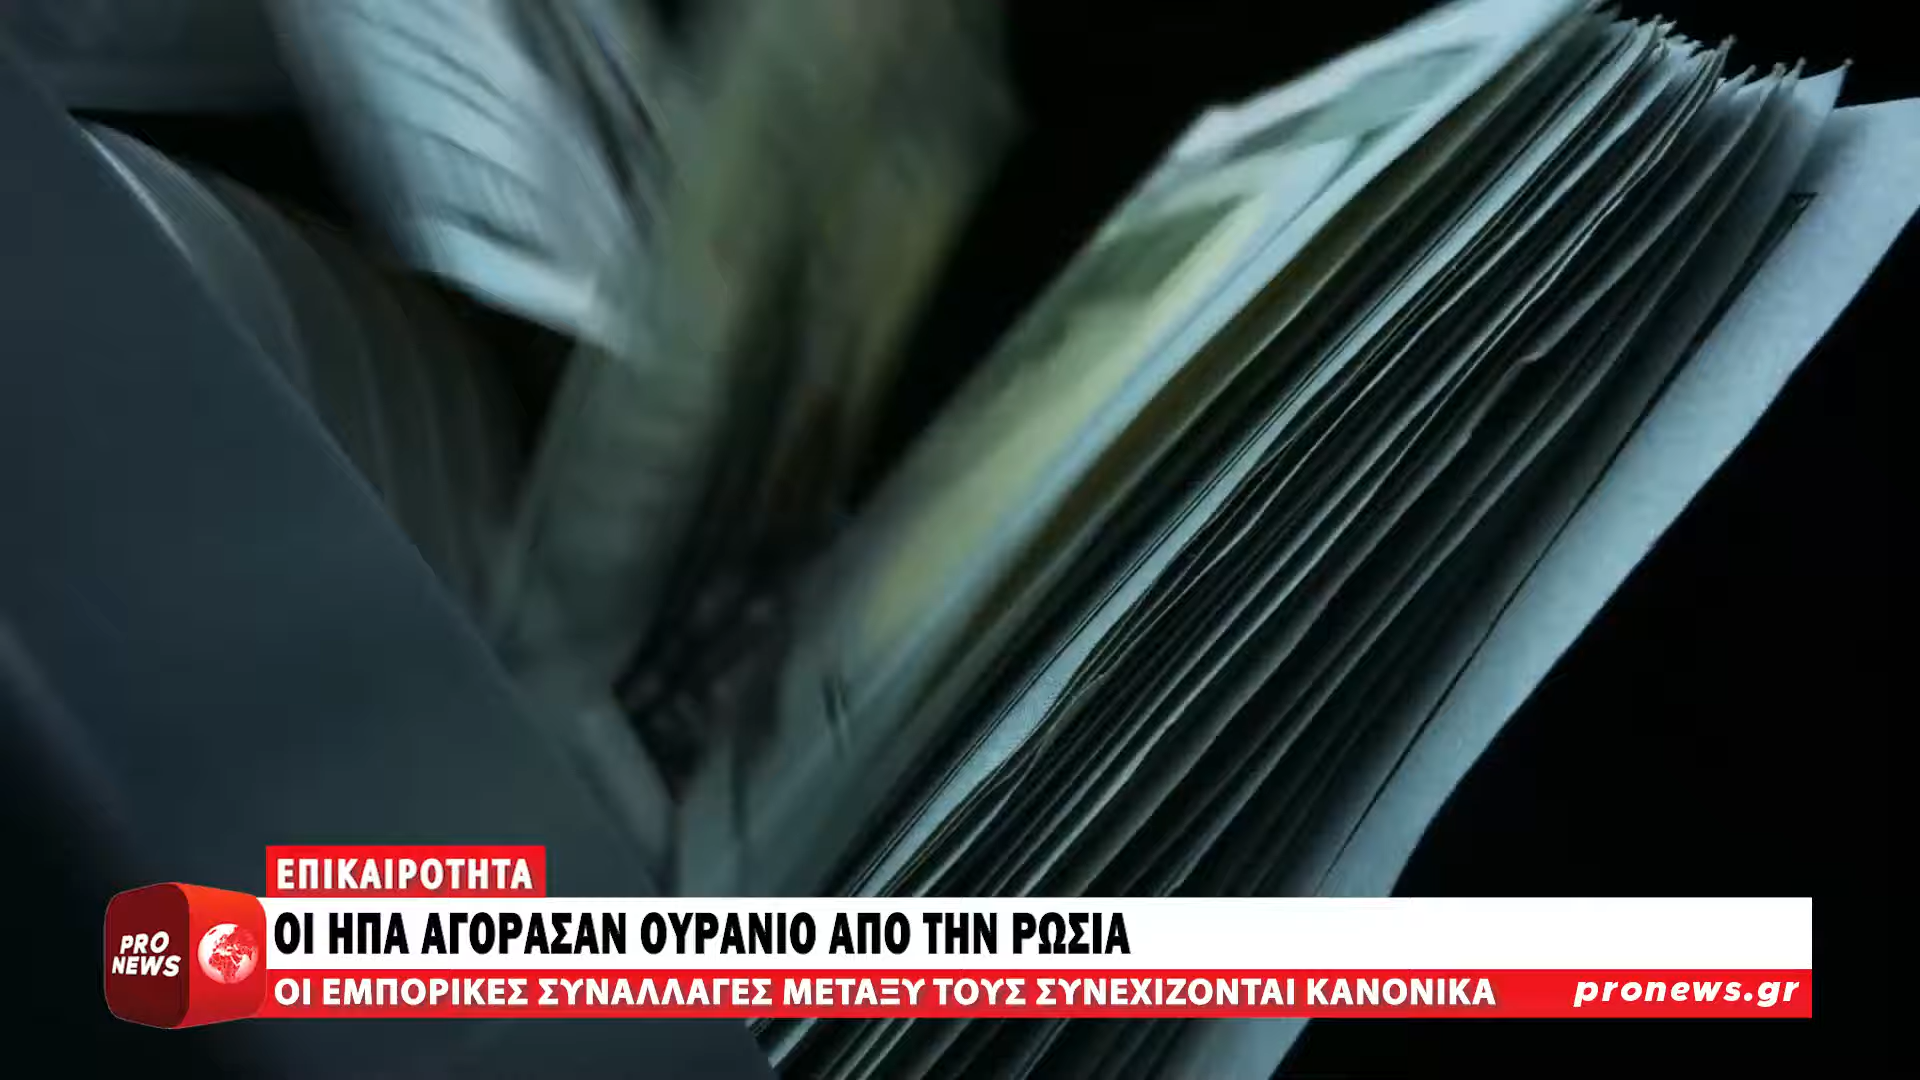 ΕΠΙΚΑΙΡΟΤΗΤΑ
ΟΙ ΗΠΑ ΑΓΟΡΑΣΑΝ ΟΥΡΑΝΙΟ ΑΠΟ ΤΗΝ ΡΩΣΙΑ
PRO
NEWS
ΟΙ ΕΜΠΟΡΙΚΕΣ ΣΥΝΑΛΛΑΓΕΣ ΜΕΤΑΞΥ ΤΟΥΣ ΣΥΝΕΧΙΖΟΝΤΑΙ ΚΑΝΟΝΙΚΑ
pronews.gr